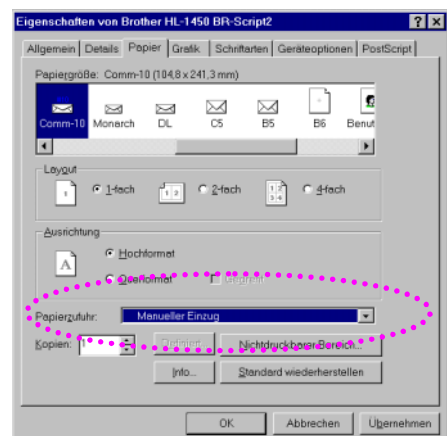 Eigenschaften von Brother HL-1450 BR-Script2
Allgemein Details Papier Grafik Schriftarten Geräteoptionen PostScript
Papiergröße: Comm-10 (104,8 x 241,3 mm)
Comm-10 Monarch DL C5 B5 B6 Benut
Layout
1-fach 2-fach 4-fach
Ausrichtung
Hochformat
Querformat Gedreht
Papierzufuhr: Manueller Einzug
Kopien: 1 Nichtdruckbarer Bereich...
Info... Standard wiederherstellen
OK Abbrechen Übernehmen